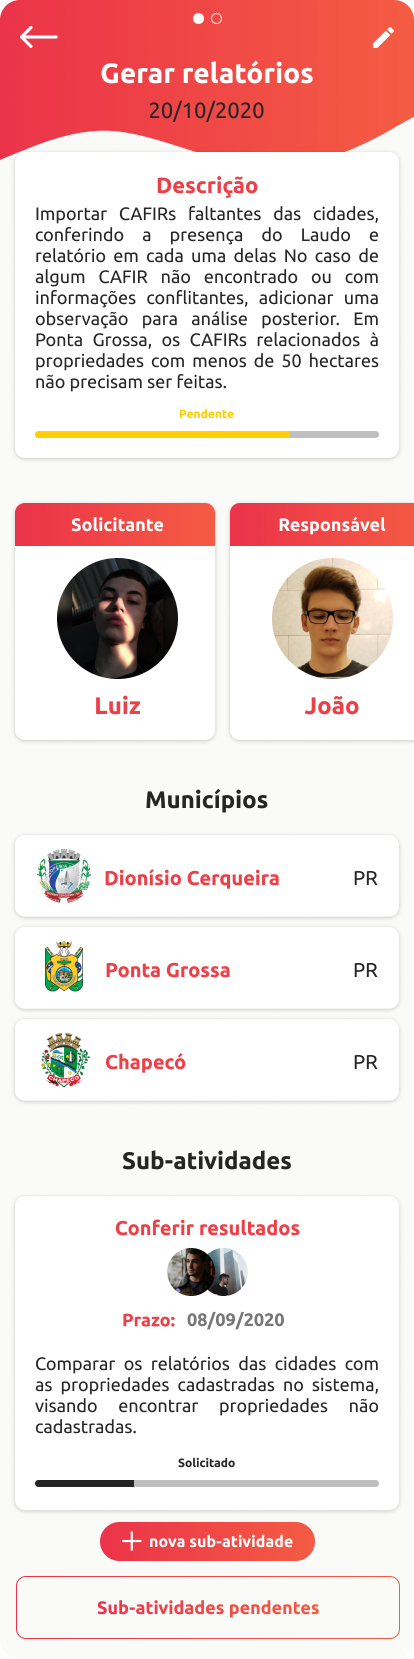 Gerar relatórios
20/10/2020
Descrição
Importar CAFIRs faltantes das cidades,
conferindo a presença do Laudo e
relatório em cada uma delas No caso de
algum CAFIR não encontrado ou com
informações conflitantes, adicionar uma
observação para análise posterior. Em
Ponta Grossa, os CAFIRs relacionados à
propriedades com menos de 50 hectares
não precisam ser feitas.
Pendente
Solicitante
Responsável
Luiz
João
Municípios
Dionísio Cerqueira
PR
Ponta Grossa
PR
CHAPECÓ
Chapecó
PR
Sub-atividades
Conferir resultados
Prazo: 08/09/2020
Comparar os relatórios das cidades com
as propriedades cadastradas no sistema,
visando encontrar propriedades não
cadastradas.
Solicitado
nova sub-atividade
Sub-atividades pendentes